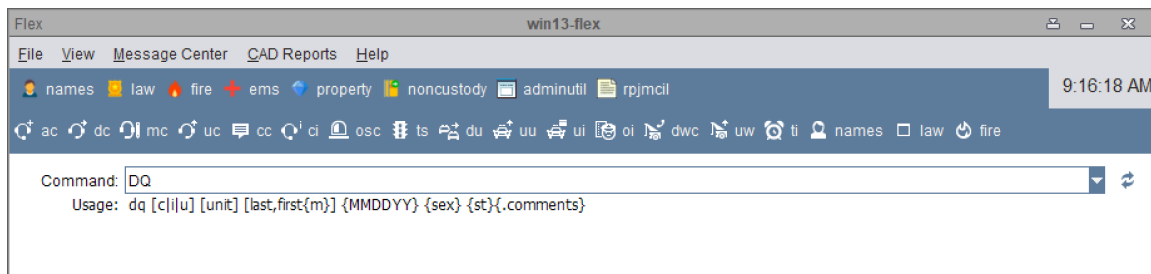 Flex win13-flex
File View Message Center CAD Reports Help
names law fire ems property noncustody adminutil rpjmcil 9:16:18 AM
ac dc mc uc cc ci osc ts du uu ui oi dwc uw ti names law fire
Command: DQ
Usage: dq [c|i|u] [unit] [last,first{m}] {MMDDYY} {sex} {st}{.comments}